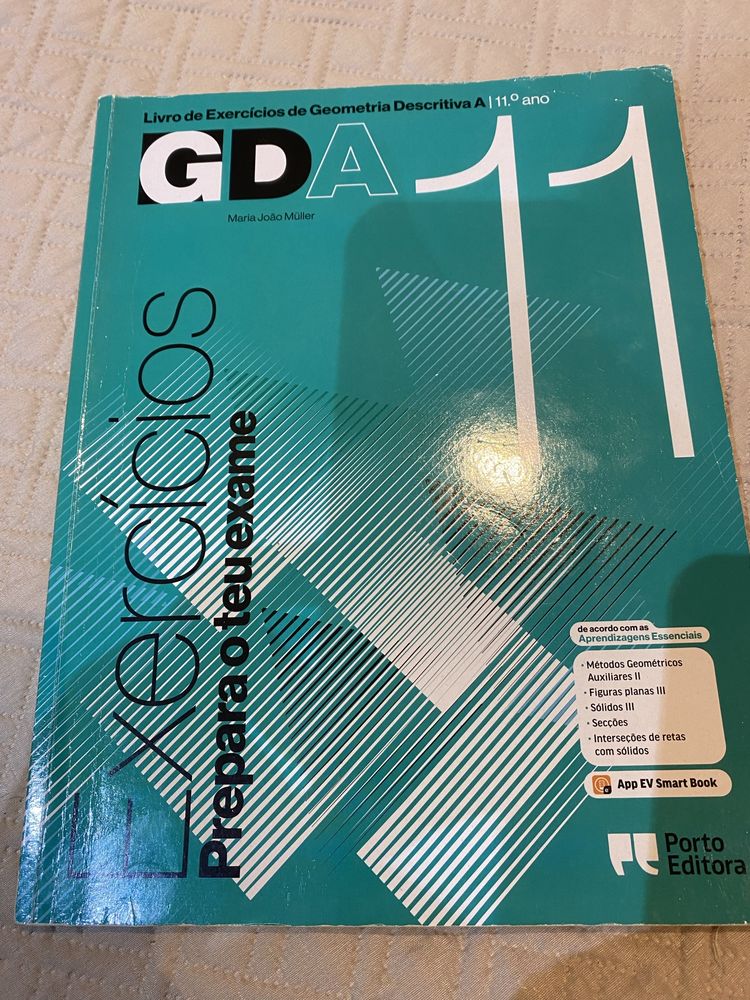 Livro de Exercícios de Geometria Descritiva A | 11.º ano
GDA 11
Maria João Müller
Exercícios
Prepara o teu exame
de acordo com as
Aprendizagens Essenciais
• Métodos Geométricos
Auxiliares II
• Figuras planas III
• Sólidos III
• Secções
• Interseções de retas
com sólidos
App EV Smart Book
Porto
Editora